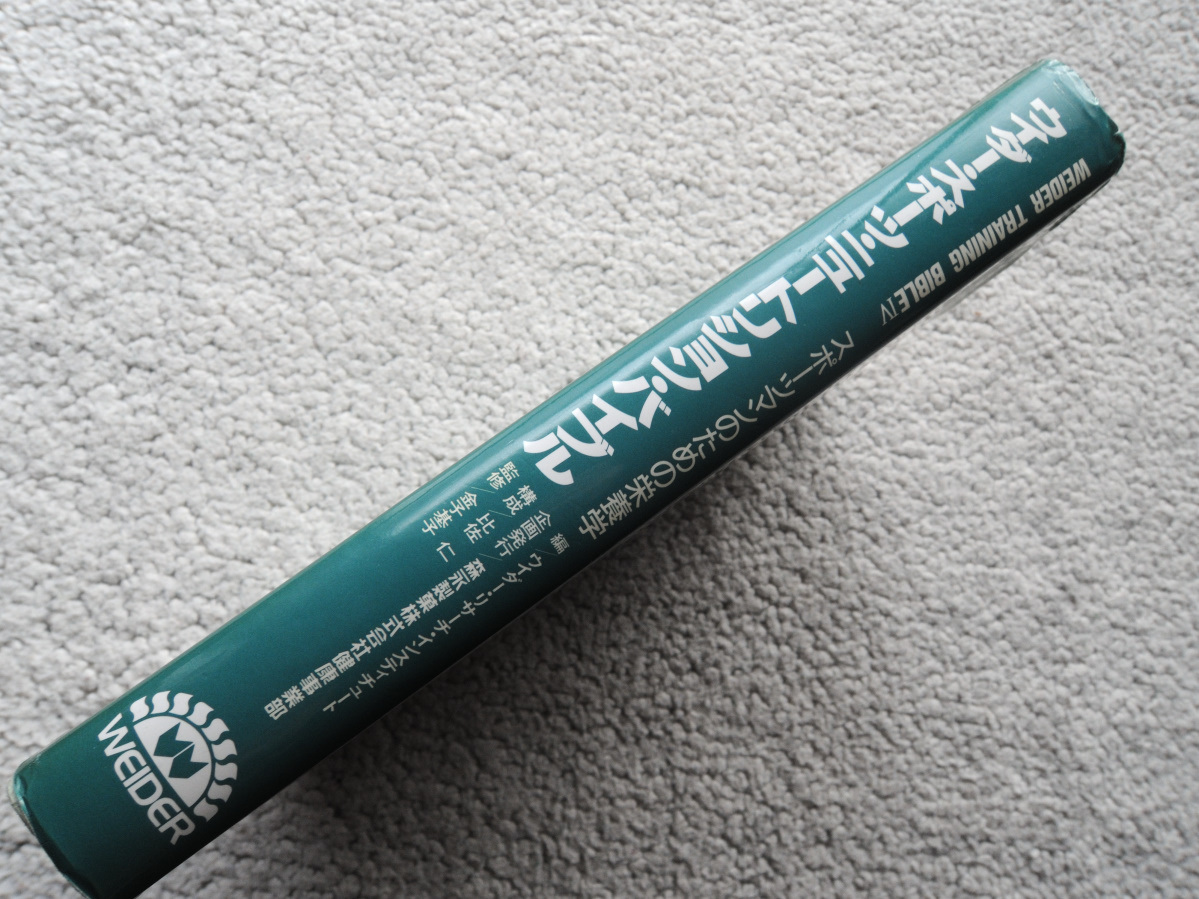 WEIDER TRAINING BIBLE Ⅳ
ウイダー・スポーツニュートリション・バイブル
スポーツマンのための栄養学
編/ウイダー・リサーチ・インスティチュート
企画発行/森永製菓株式会社健康事業部
構成/比佐 仁
監修/金子基子
WEIDER